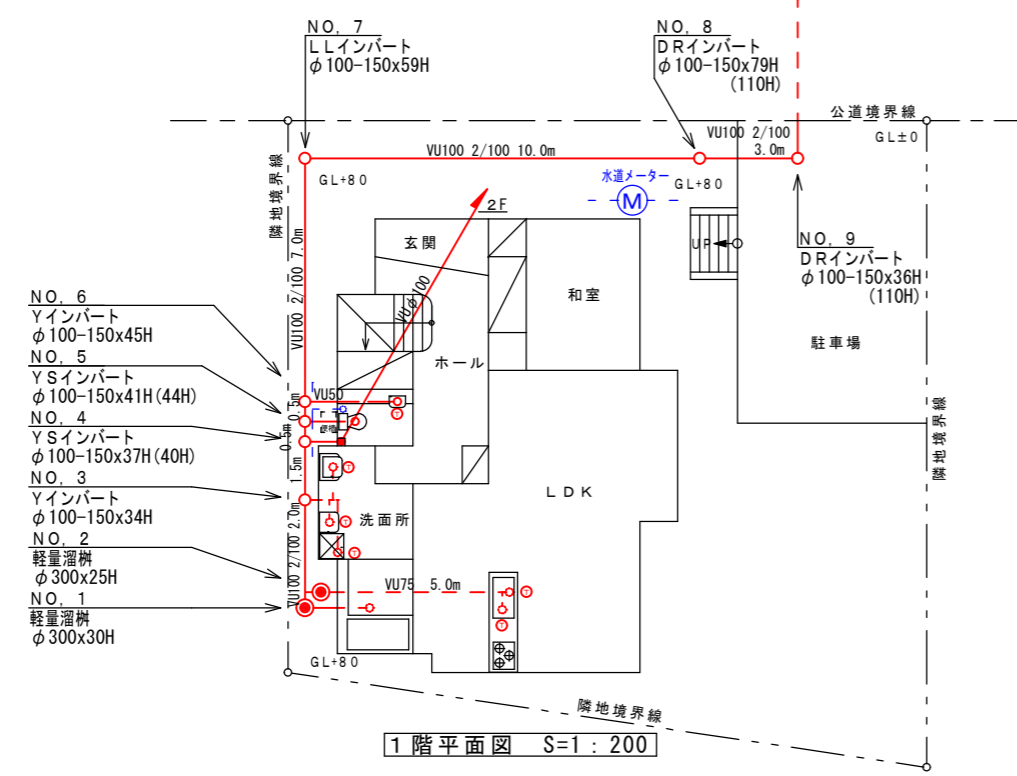 NO, 7
LLインバート
φ100-150x59H
NO, 8
DRインバート
φ100-150x79H
(110H)
公道境界線
VU100 2/100
3.0m
GL±0
VU100 2/100 10.0m
隣地境界線
GL+80
水道メーター
M
GL+80
2F
玄関
UP
NO, 9
DRインバート
φ100-150x36H
(110H)
VU100 2/100 7.0m
VUφ100
和室
駐車場
ホール
NO, 6
Yインバート
φ100-150x45H
NO, 5
YSインバート
φ100-150x41H(44H)
NO, 4
YSインバート
φ100-150x37H(40H)
NO, 3
Yインバート
φ100-150x34H
NO, 2
軽量溜桝
φ300x25H
NO, 1
軽量溜桝
φ300x30H
VU50
0.5m
0.5m
1.5m
VU100 2/100 2.0m
T
T
T
T
T
T
洗面所
LDK
隣地境界線
VU75 5.0m
GL+80
隣地境界線
1階平面図 S=1:200